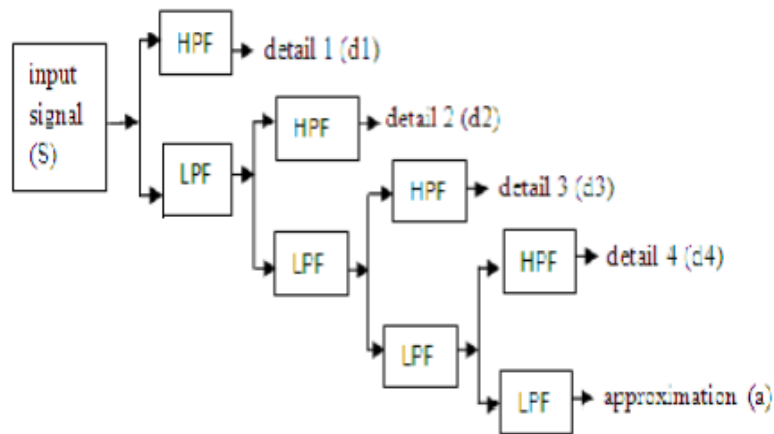 input
signal
(S)
HPF
detail 1 (d1)
LPF
HPF
detail 2 (d2)
LPF
HPF
detail 3 (d3)
LPF
HPF
detail 4 (d4)
LPF
approximation (a)